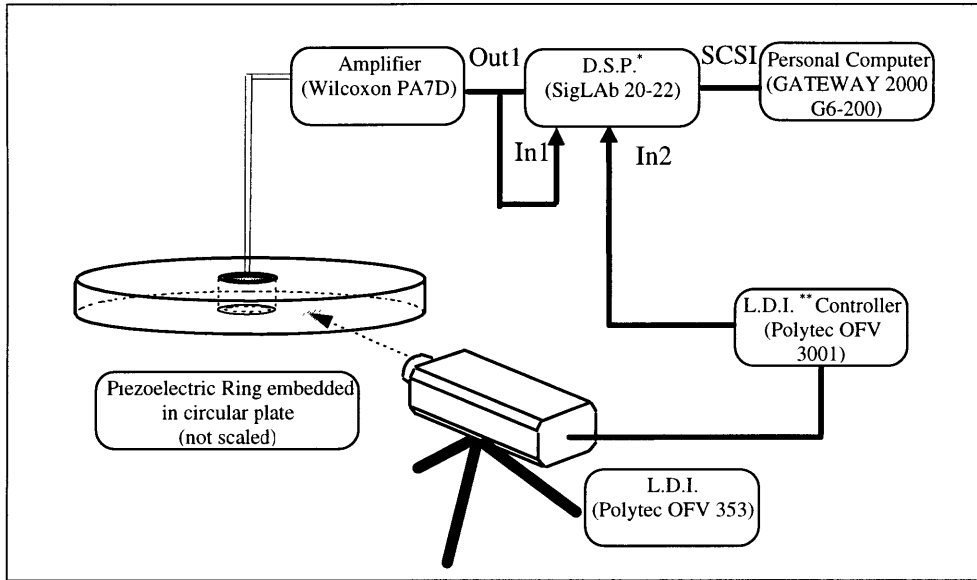 Amplifier
(Wilcoxon PA7D)
Out1
D.S.P.*
(SigLAb 20-22)
SCSI
Personal Computer
(GATEWAY 2000
G6-200)
In1
In2
L.D.I. ** Controller
(Polytec OFV
3001)
Piezoelectric Ring embedded
in circular plate
(not scaled)
L.D.I.
(Polytec OFV 353)